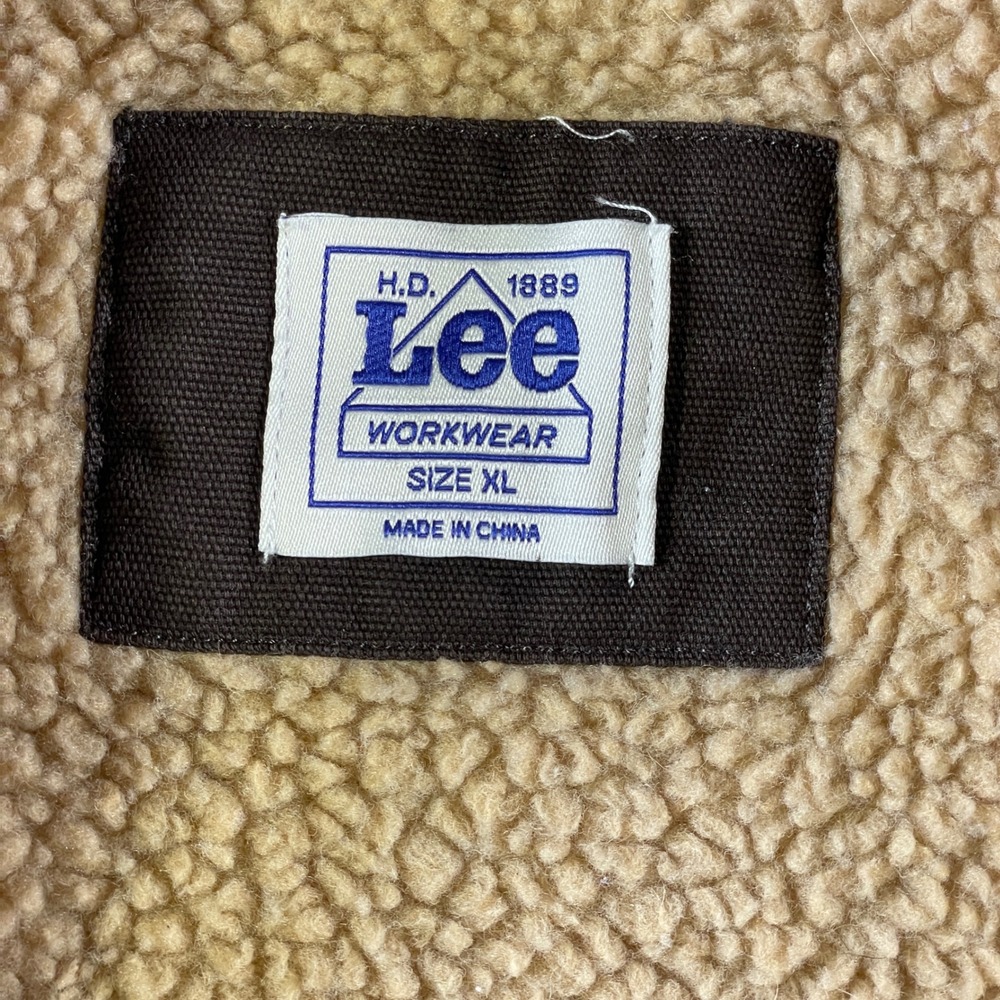 H.D. 1889
Lee
WORKWEAR
SIZE XL
MADE IN CHINA